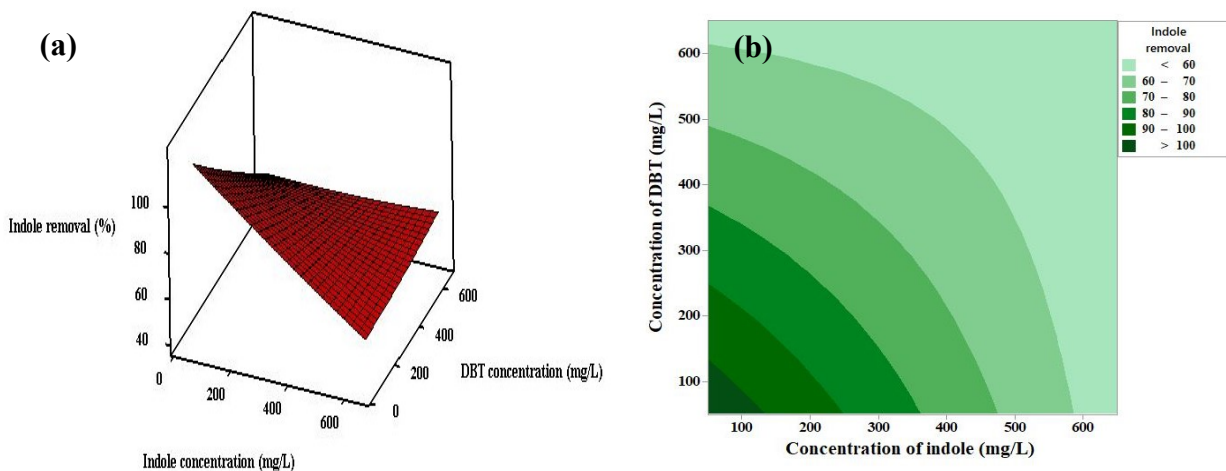 (a)
Indole removal (%)
100
80
60
40
0
200
400
600
Indole concentration (mg/L)
0
200
400
600
DBT concentration (mg/L)
(b)
Concentration of DBT (mg/L)
600
500
400
300
200
100
100
200
300
400
500
600
Concentration of indole (mg/L)
Indole
removal
< 60
60 – 70
70 – 80
80 – 90
90 – 100
> 100